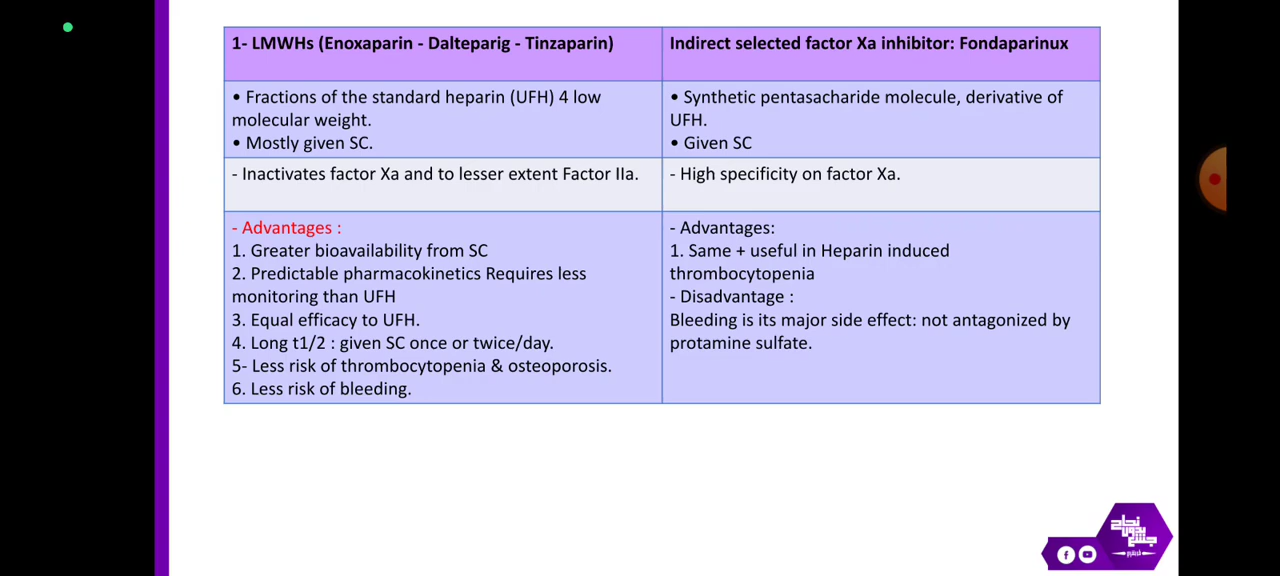 1- LMWHs (Enoxaparin - Dalteparig - Tinzaparin)
Indirect selected factor Xa inhibitor: Fondaparinux
• Fractions of the standard heparin (UFH) 4 low
molecular weight.
• Mostly given SC.
• Synthetic pentasacharide molecule, derivative of
UFH.
• Given SC
- Inactivates factor Xa and to lesser extent Factor IIa.
- High specificity on factor Xa.
- Advantages :
1. Greater bioavailability from SC
2. Predictable pharmacokinetics Requires less
monitoring than UFH
3. Equal efficacy to UFH.
4. Long t1/2 : given SC once or twice/day.
5- Less risk of thrombocytopenia & osteoporosis.
6. Less risk of bleeding.
- Advantages:
1. Same + useful in Heparin induced
thrombocytopenia
- Disadvantage :
Bleeding is its major side effect: not antagonized by
protamine sulfate.
نجاح
بدون